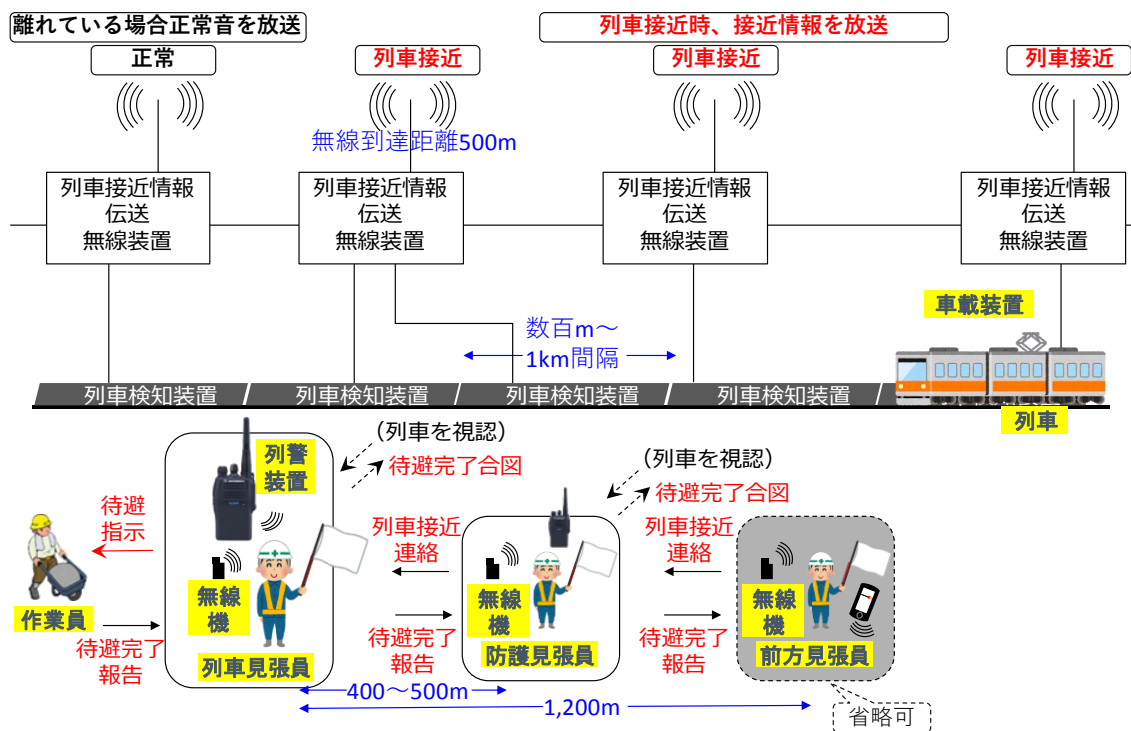 離れている場合正常音を放送
列車接近時、接近情報を放送
正常
列車接近
列車接近
列車接近
無線到達距離500m
列車接近情報
伝送
無線装置
列車接近情報
伝送
無線装置
列車接近情報
伝送
無線装置
列車接近情報
伝送
無線装置
車載装置
数百m~
1km間隔
列車検知装置
列車検知装置
列車検知装置
列車検知装置
列車
列警
装置
(列車を視認)
待避完了合図
(列車を視認)
待避完了合図
待避
指示
列車接近
連絡
列車接近
連絡
無線
機
無線
機
無線
機
作業員
待避完了
報告
列車見張員
待避完了
報告
防護見張員
待避完了
報告
前方見張員
400~500m
1,200m
省略可